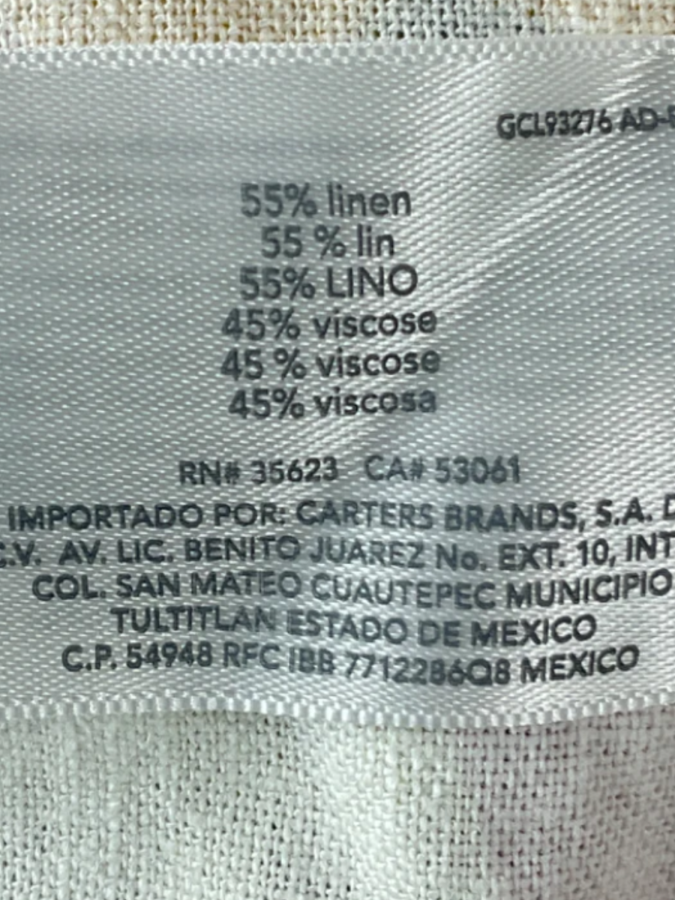 GCL93276 AD-
55% linen
55 % lin
55% LINO
45% viscose
45 % viscose
45% viscosa
RN# 35623 CA# 53061
IMPORTADO POR: CARTERS BRANDS, S.A. D
C.V. AV. LIC. BENITO JUAREZ No. EXT. 10, INT
COL. SAN MATEO CUAUTEPEC MUNICIPIO
TULTITLAN ESTADO DE MEXICO
C.P. 54948 RFC IBB 7712286Q8 MEXICO